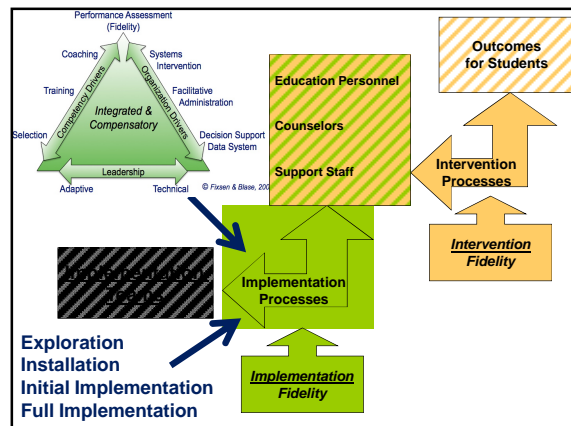 Performance Assessment
(Fidelity)
Coaching
Systems
Intervention
Training
Facilitative
Administration
Competency Drivers
Organization Drivers
Integrated &
Compensatory
Selection
Decision Support
Data System
Leadership
Adaptive
Technical
© Fixsen & Blase, 200
Education Personnel
Counselors
Support Staff
Outcomes
for Students
Intervention
Processes
Intervention
Fidelity
Implementation
Processes
Implementation
Exploration
Installation
Initial Implementation
Full Implementation
Implementation
Fidelity